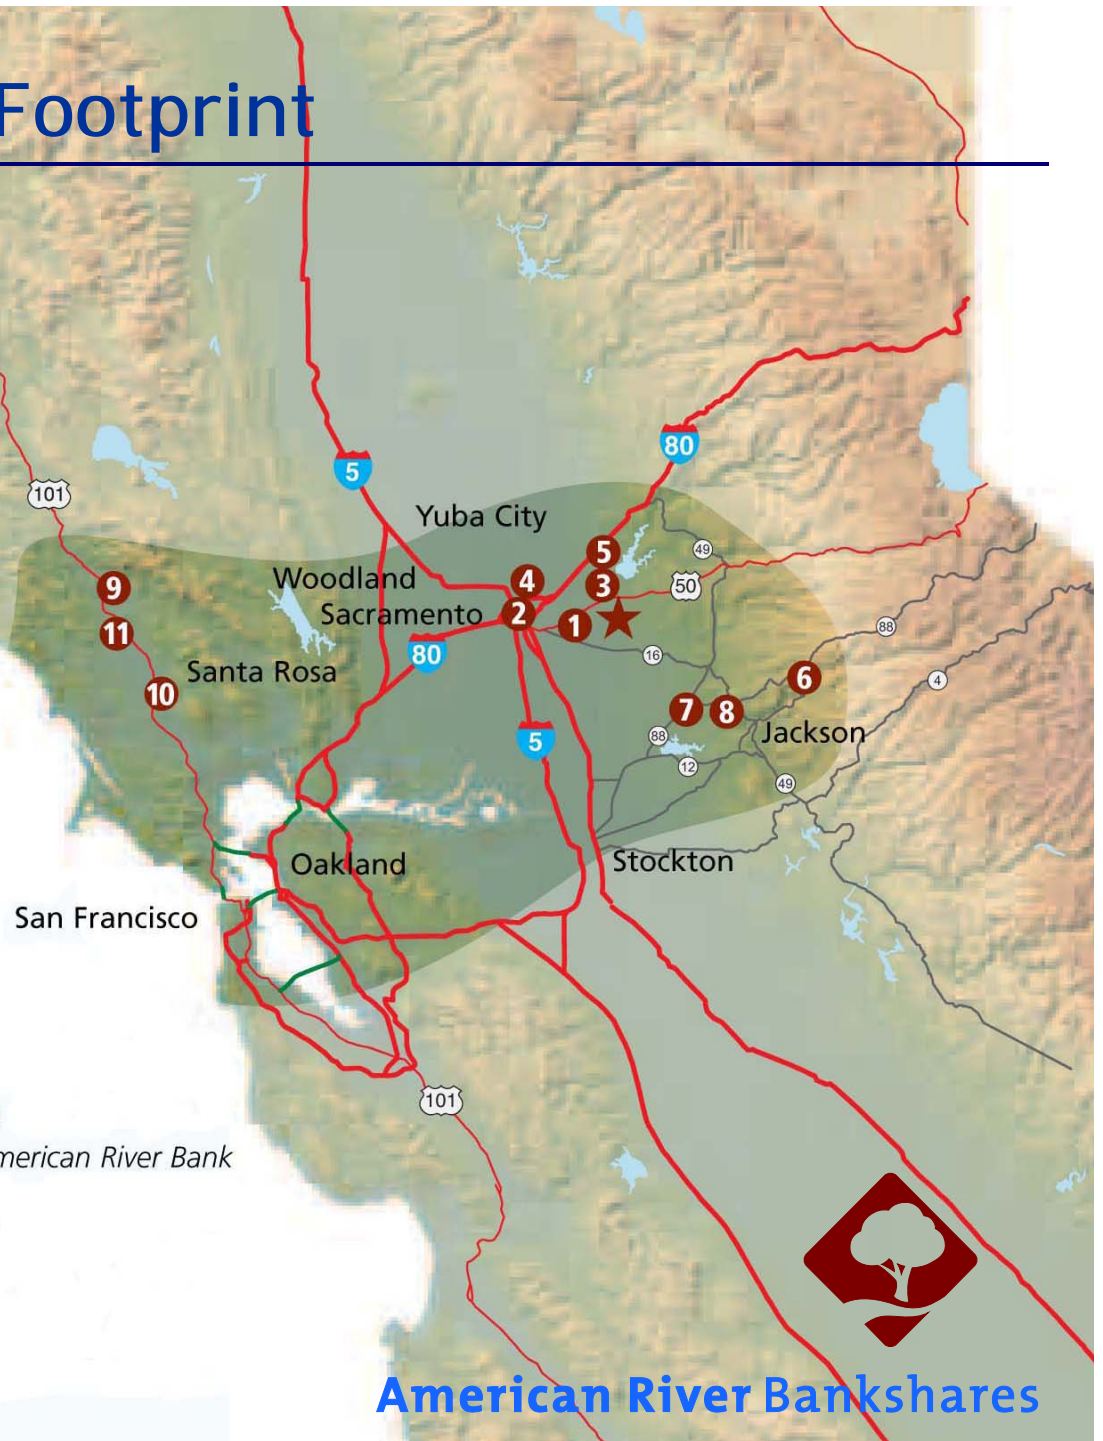 Footprint
5
80
101
Yuba City
49
5
Woodland
4
3
50
9
Sacramento
2
1
88
11
80
16
Santa Rosa
6
4
10
7
8
5
88
Jackson
12
49
Oakland
Stockton
San Francisco
101
merican River Bank
American River Bankshares